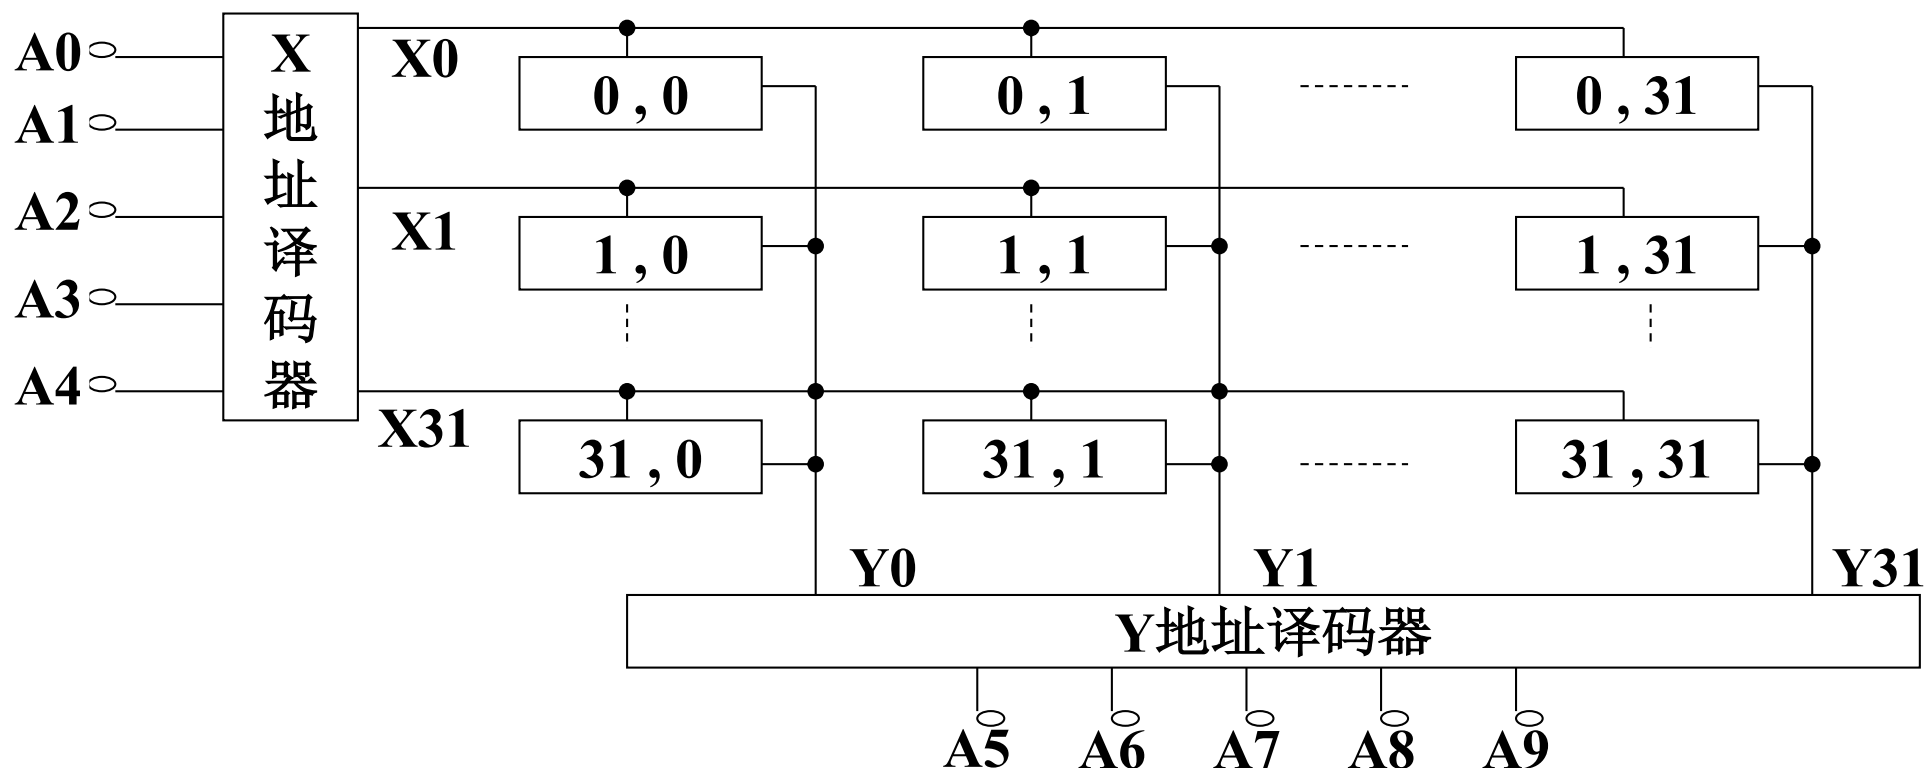 A0
A1
A2
A3
A4
X
地
址
译
码
器
X0
0 , 0
0 , 1
0 , 31
X1
1 , 0
1 , 1
1 , 31
X31
31 , 0
31 , 1
31 , 31
Y0
Y1
Y31
Y地址译码器
A5
A6
A7
A8
A9